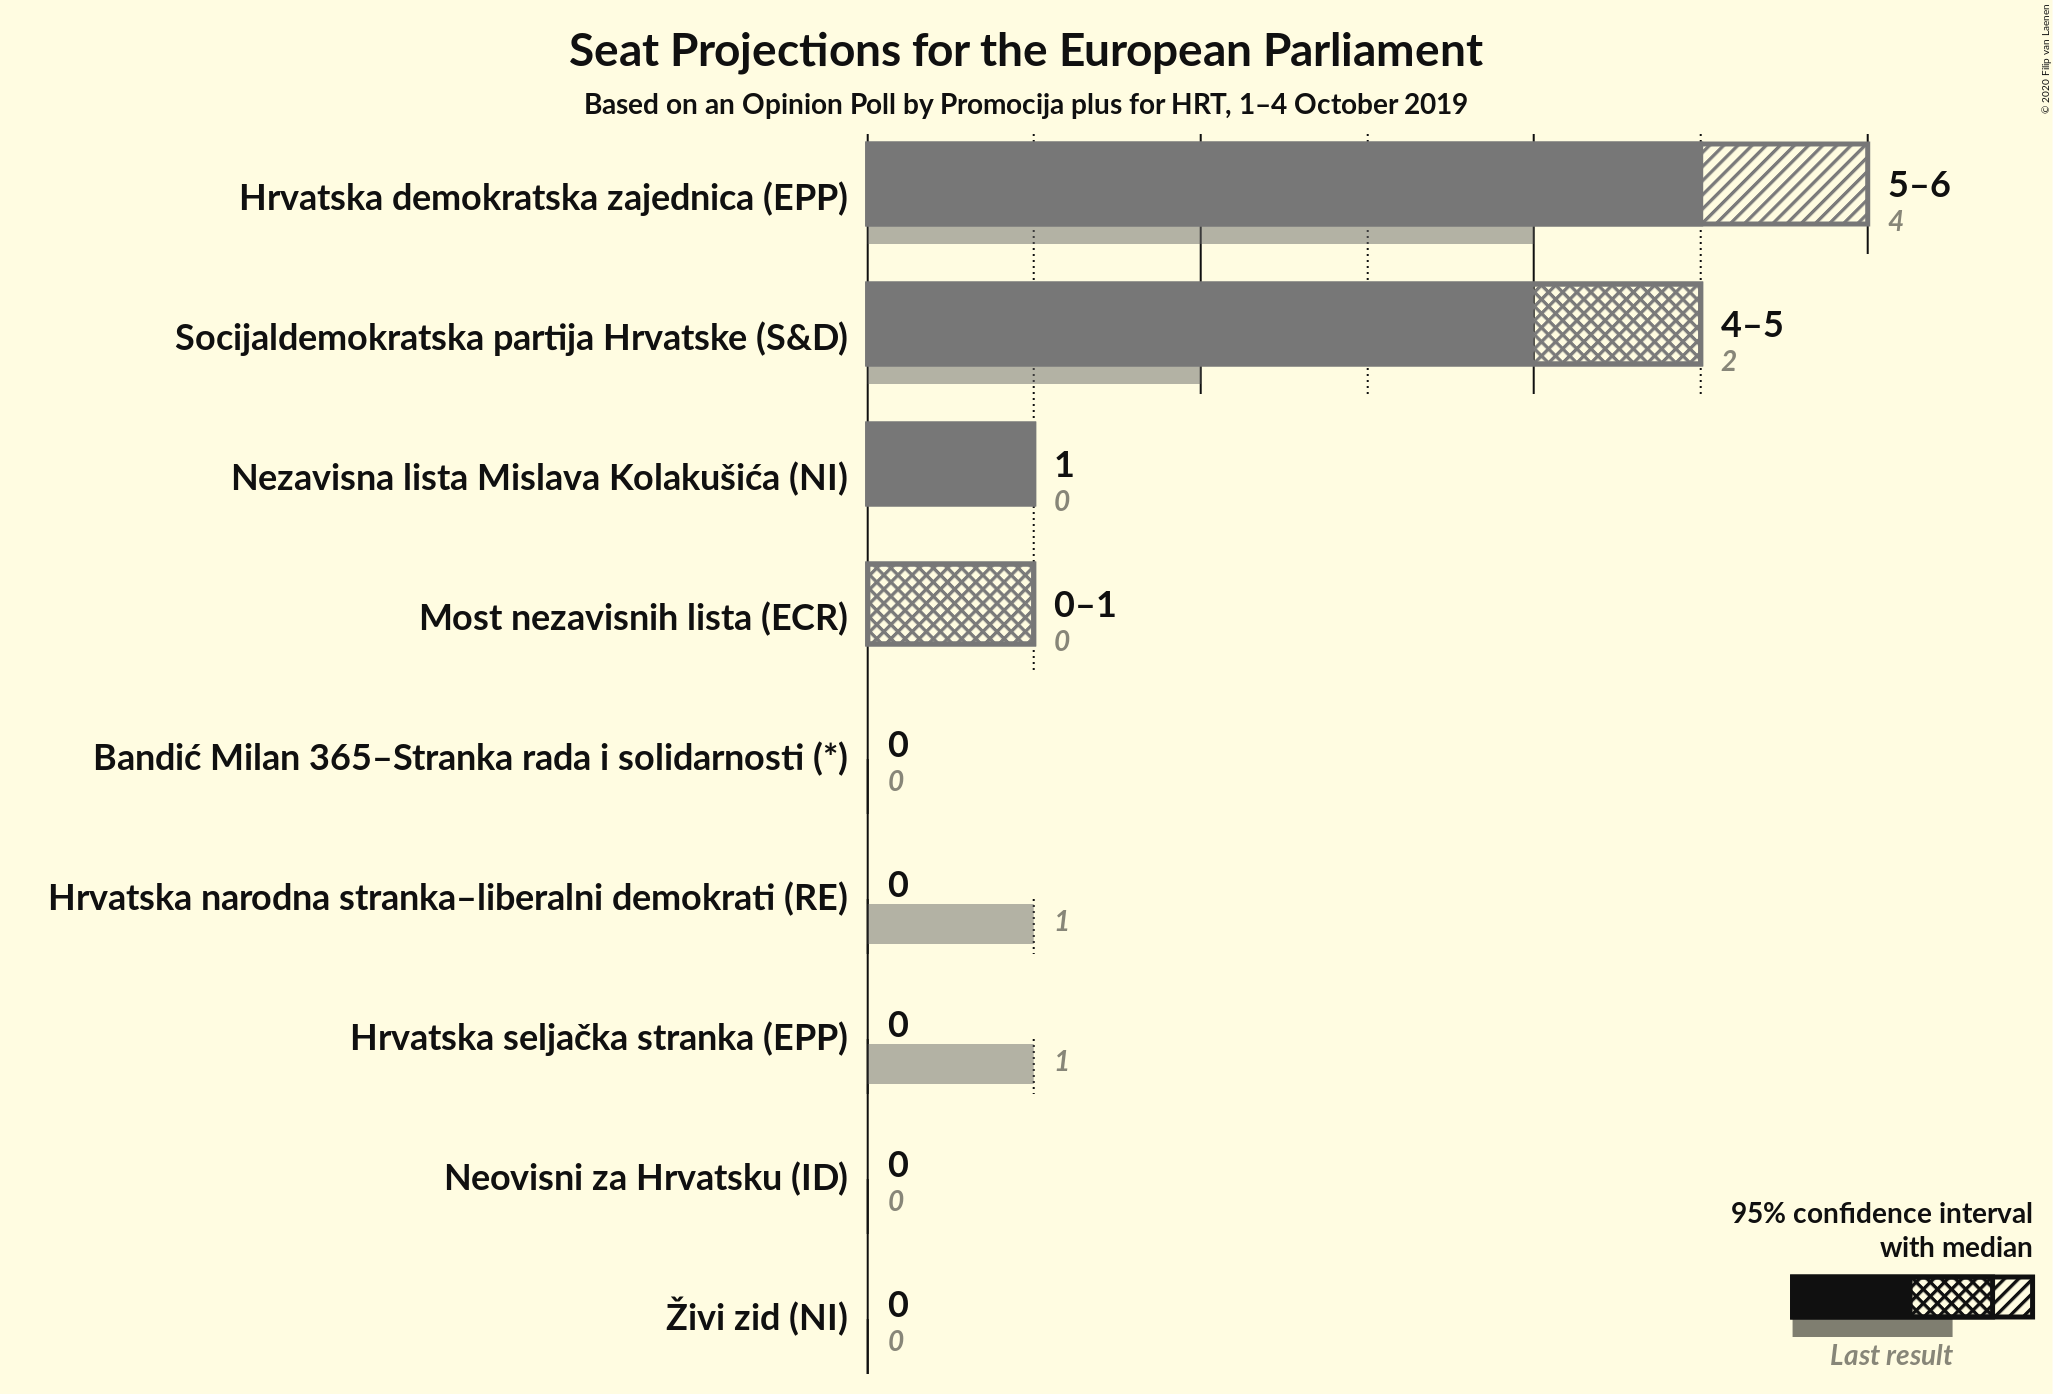 Seat Projections for the European Parliament
Based on an Opinion Poll by Promocija plus for HRT, 1–4 October 2019
© 2020 Filip van Laenen
Hrvatska demokratska zajednica (EPP)
5–6
4
Socijaldemokratska partija Hrvatske (S&D)
4–5
2
Nezavisna lista Mislava Kolakušića (NI)
1
0
Most nezavisnih lista (ECR)
0–1
0
Bandić Milan 365–Stranka rada i solidarnosti (*)
0
0
Hrvatska narodna stranka–liberalni demokrati (RE)
0
1
Hrvatska seljačka stranka (EPP)
0
1
Neovisni za Hrvatsku (ID)
0
0
Živi zid (NI)
0
0
95% confidence interval
with median
Last result